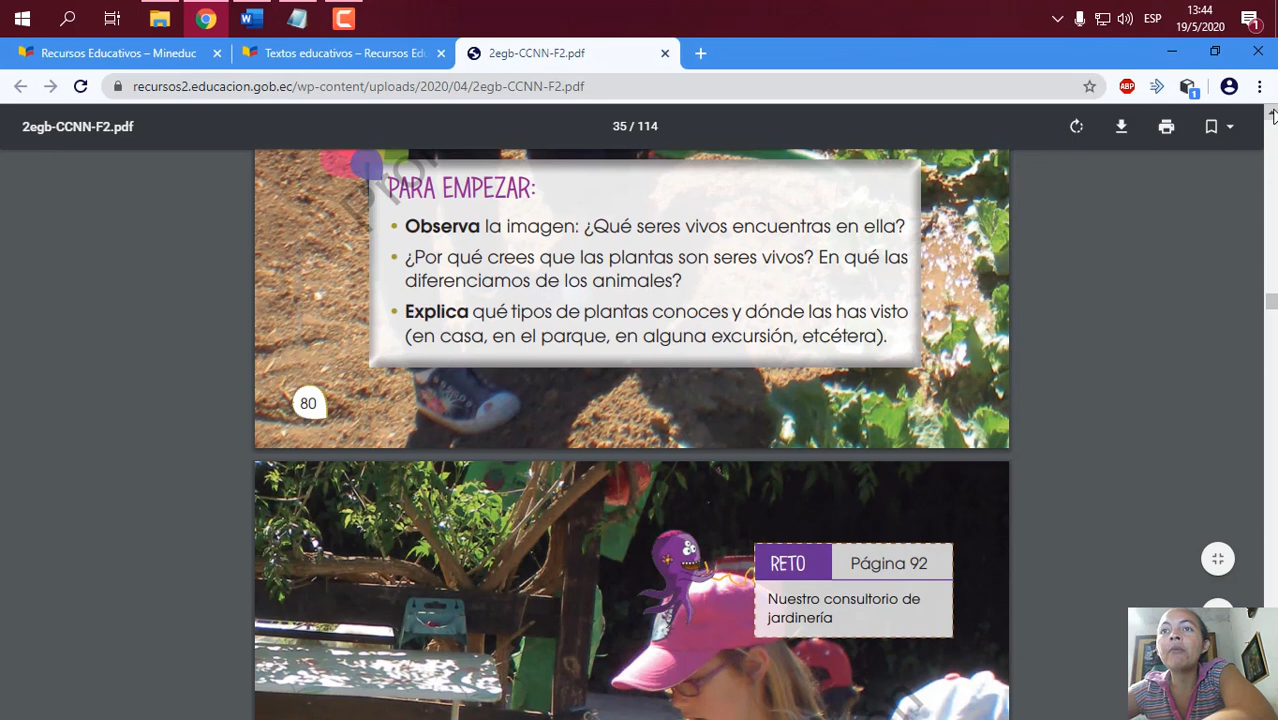 13:44
ESP
19/5/2020
1
Recursos Educativos – Mineduc
Textos educativos – Recursos Edu
2egb-CCNN-F2.pdf
recursos2.educacion.gob.ec/wp-content/uploads/2020/04/2egb-CCNN-F2.pdf
ABP
1
2egb-CCNN-F2.pdf
35 / 114
PARA EMPEZAR:
• Observa la imagen: ¿Qué seres vivos encuentras en ella?
• ¿Por qué crees que las plantas son seres vivos? En qué las
diferenciamos de los animales?
• Explica qué tipos de plantas conoces y dónde las has visto
(en casa, en el parque, en alguna excursión, etcétera).
80
RETO
Página 92
Nuestro consultorio de
jardinería